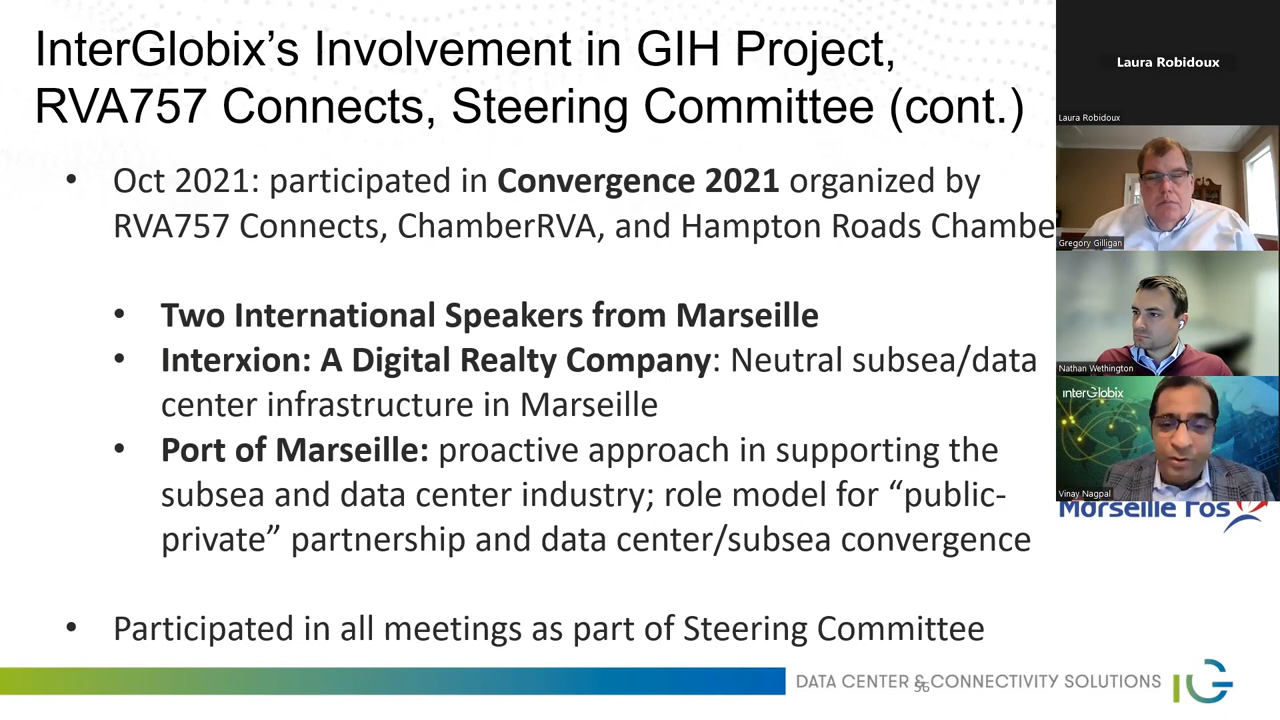 InterGlobix’s Involvement in GIH Project,
RVA757 Connects, Steering Committee (cont.)
• Oct 2021: participated in Convergence 2021 organized by
RVA757 Connects, ChamberRVA, and Hampton Roads Chambe
• Two International Speakers from Marseille
• Interxion: A Digital Realty Company: Neutral subsea/data
center infrastructure in Marseille
• Port of Marseille: proactive approach in supporting the
subsea and data center industry; role model for “public-
private” partnership and data center/subsea convergence
• Participated in all meetings as part of Steering Committee
DATA CENTER & CONNECTIVITY SOLUTIONS
IG
Laura Robidoux
Laura Robidoux
Gregory Gilligan
Nathan Wethington
interGlobix
Vinay Nagpal
Marseille Fos